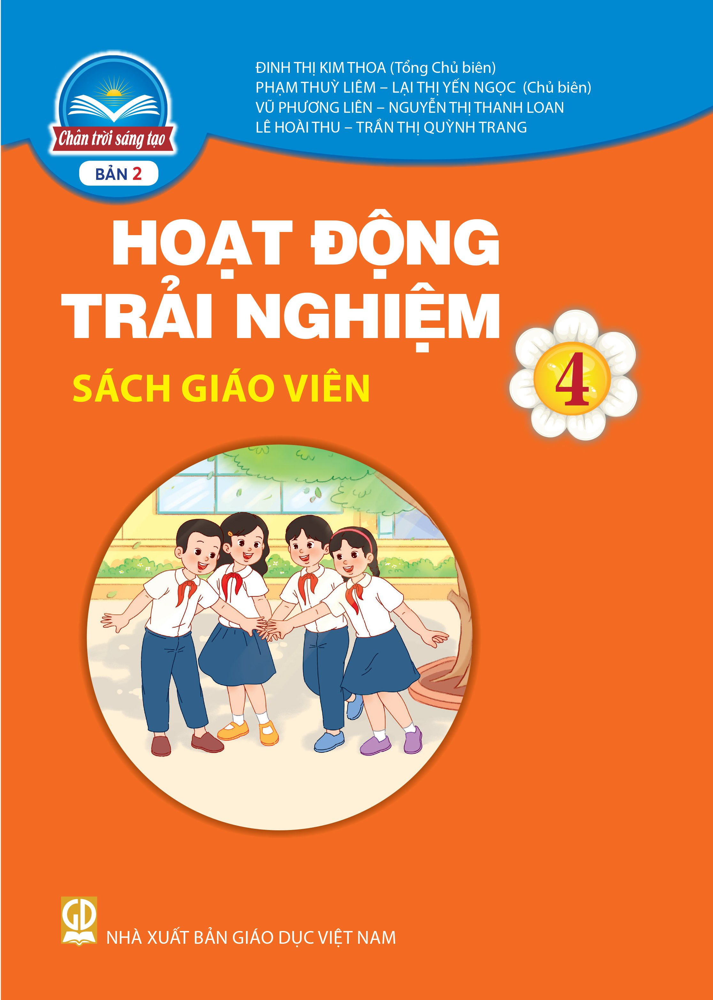 ĐINH THỊ KIM THOA (Tổng Chủ biên)
PHẠM THUỲ LIÊM – LẠI THỊ YẾN NGỌC (Chủ biên)
VŨ PHƯƠNG LIÊN – NGUYỄN THỊ THANH LOAN
LÊ HOÀI THU – TRẦN THỊ QUỲNH TRANG
Chân trời sáng tạo
BẢN 2
HOẠT ĐỘNG
TRẢI NGHIỆM
4
SÁCH GIÁO VIÊN
GD
NHÀ XUẤT BẢN GIÁO DỤC VIỆT NAM